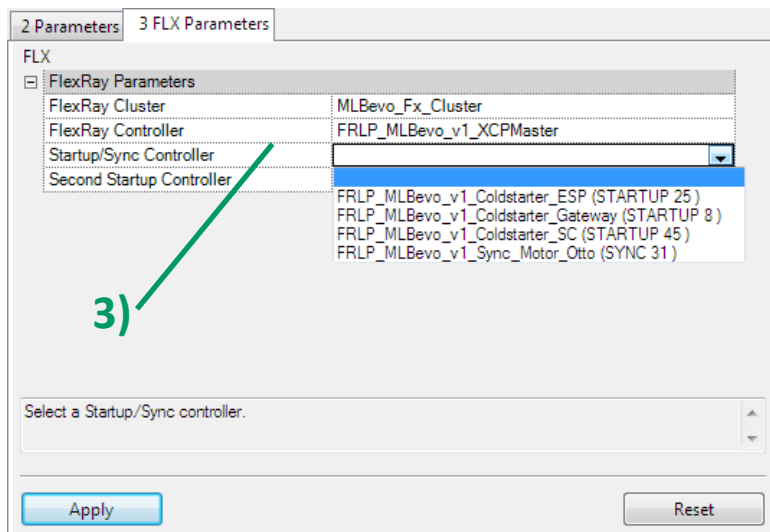 2 Parameters 3 FLX Parameters
FLX
FlexRay Parameters
FlexRay Cluster MLBevo_Fx_Cluster
FlexRay Controller FRLP_MLBevo_v1_XCPMaster
Startup/Sync Controller
Second Startup Controller
FRLP_MLBevo_v1_Coldstarter_ESP (STARTUP 25 )
FRLP_MLBevo_v1_Coldstarter_Gateway (STARTUP 8 )
FRLP_MLBevo_v1_Coldstarter_SC (STARTUP 45 )
FRLP_MLBevo_v1_Sync_Motor_Otto (SYNC 31 )
3)
Select a Startup/Sync controller.
Apply Reset